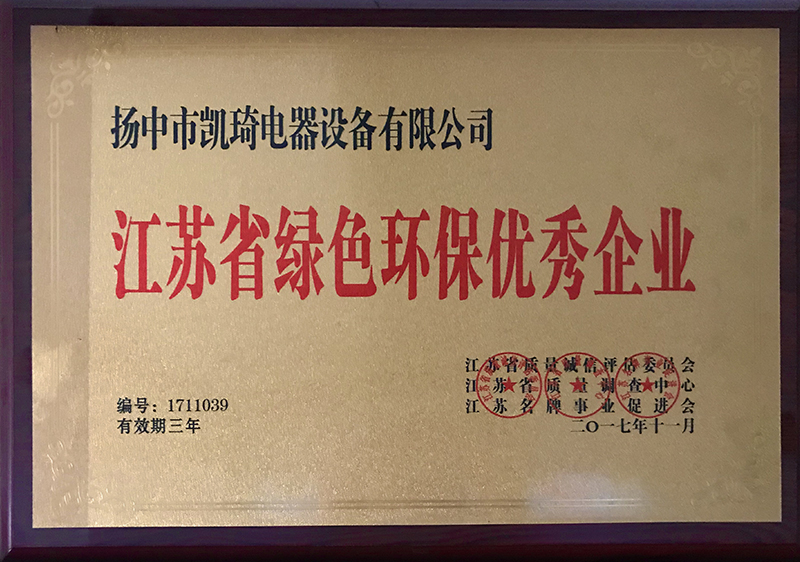 扬中市凯琦电器设备有限公司
江苏省绿色环保优秀企业
江苏省质量诚信评估委员会
江苏省质量调查中心
江苏名牌事业促进会
二〇一七年十一月
编号：1711039
有效期三年